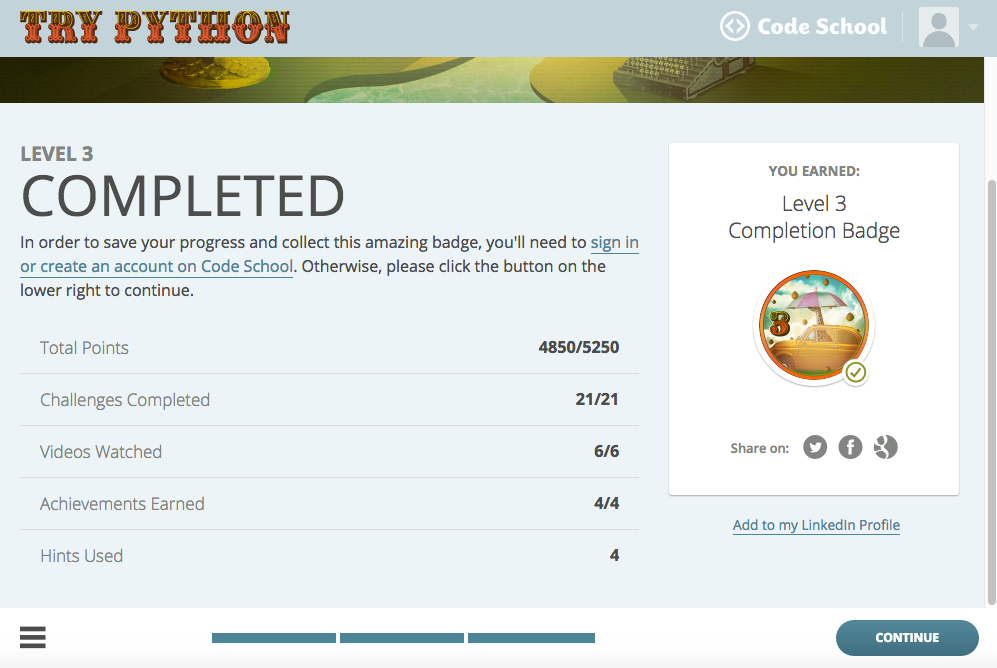 TRY PYTHON
Code School
LEVEL 3
COMPLETED
In order to save your progress and collect this amazing badge, you'll need to sign in
or create an account on Code School. Otherwise, please click the button on the
lower right to continue.
Total Points 4850/5250
Challenges Completed 21/21
Videos Watched 6/6
Achievements Earned 4/4
Hints Used 4
YOU EARNED:
Level 3
Completion Badge
3
Share on:
Add to my LinkedIn Profile
CONTINUE